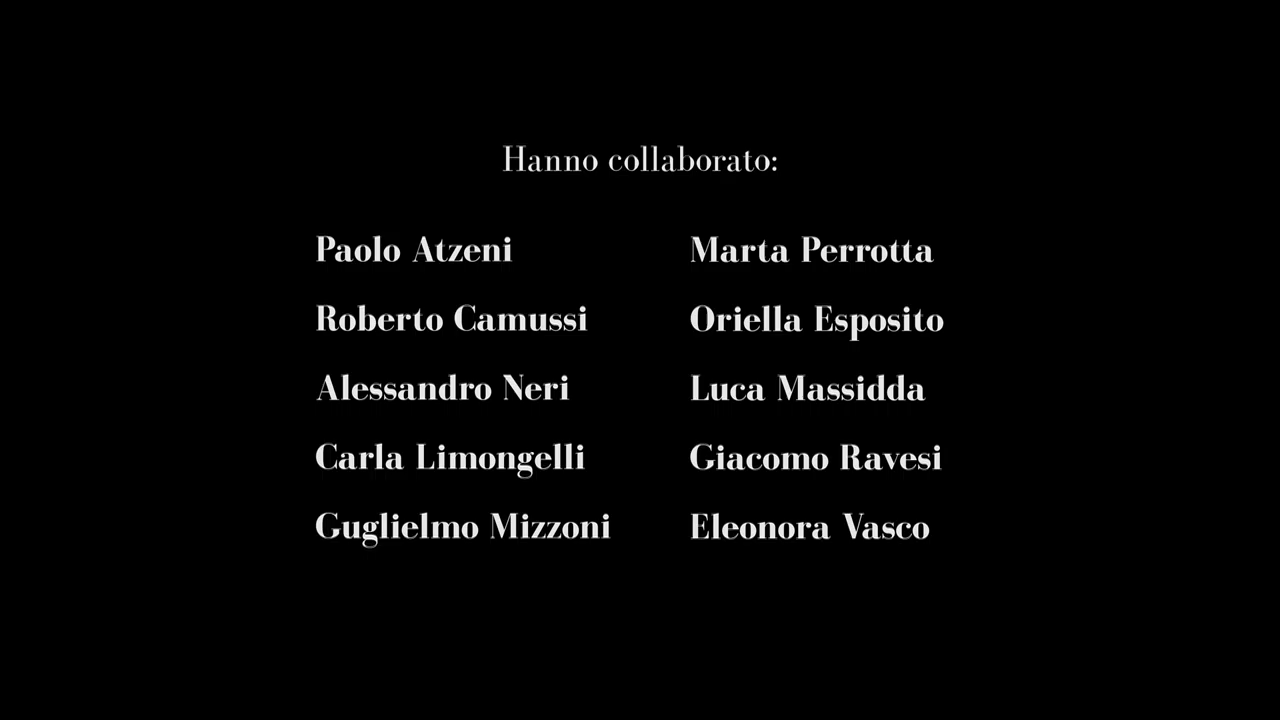 Hanno collaborato:
Paolo Atzeni
Roberto Camussi
Alessandro Neri
Carla Limongelli
Guglielmo Mizzoni
Marta Perrotta
Oriella Esposito
Luca Massidda
Giacomo Ravesi
Eleonora Vasco